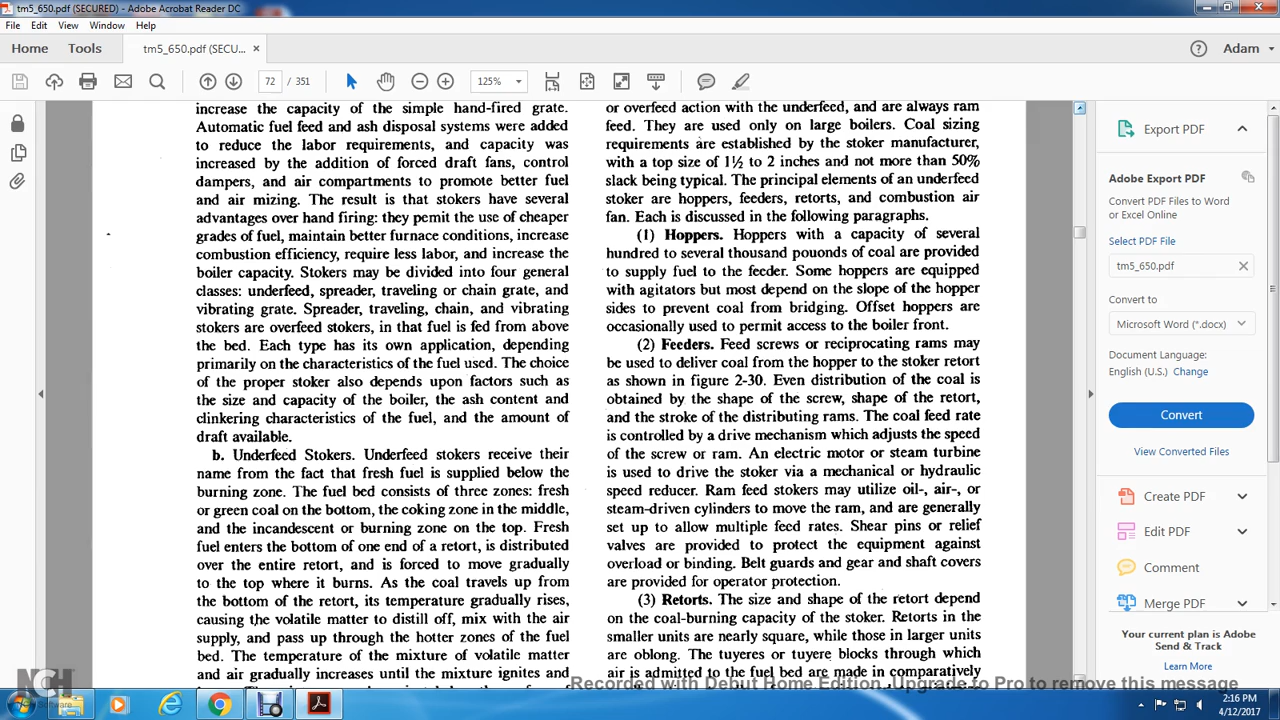 tm5_650.pdf (SECURED) - Adobe Acrobat Reader DC
File Edit View Window Help
Home Tools tm5_650.pdf (SECU... × Adam
72 / 351 125%
increase the capacity of the simple hand-fired grate.
Automatic fuel feed and ash disposal systems were added
to reduce the labor requirements, and capacity was
increased by the addition of forced draft fans, control
dampers, and air compartments to promote better fuel
and air mizing. The result is that stokers have several
advantages over hand firing: they pemit the use of cheaper
grades of fuel, maintain better furnace conditions, increase
combustion efficiency, require less labor, and increase the
boiler capacity. Stokers may be divided into four general
classes: underfeed, spreader, traveling or chain grate, and
vibrating grate. Spreader, traveling, chain, and vibrating
stokers are overfeed stokers, in that fuel is fed from above
the bed. Each type has its own application, depending
primarily on the characteristics of the fuel used. The choice
of the proper stoker also depends upon factors such as
the size and capacity of the boiler, the ash content and
clinkering characteristics of the fuel, and the amount of
draft available.
b. Underfeed Stokers. Underfeed stokers receive their
name from the fact that fresh fuel is supplied below the
burning zone. The fuel bed consists of three zones: fresh
or green coal on the bottom, the coking zone in the middle,
and the incandescent or burning zone on the top. Fresh
fuel enters the bottom of one end of a retort, is distributed
over the entire retort, and is forced to move gradually
to the top where it burns. As the coal travels up from
the bottom of the retort, its temperature gradually rises,
causing the volatile matter to distill off, mix with the air
supply, and pass up through the hotter zones of the fuel
bed. The temperature of the mixture of volatile matter
and air gradually increases until the mixture ignites and
or overfeed action with the underfeed, and are always ram
feed. They are used only on large boilers. Coal sizing
requirements are established by the stoker manufacturer,
with a top size of 1½ to 2 inches and not more than 50%
slack being typical. The principal elements of an underfeed
stoker are hoppers, feeders, retorts, and combustion air
fan. Each is discussed in the following paragraphs.
(1) Hoppers. Hoppers with a capacity of several
hundred to several thousand pouonds of coal are provided
to supply fuel to the feeder. Some hoppers are equipped
with agitators but most depend on the slope of the hopper
sides to prevent coal from bridging. Offset hoppers are
occasionally used to permit access to the boiler front.
(2) Feeders. Feed screws or reciprocating rams may
be used to deliver coal from the hopper to the stoker retort
as shown in figure 2-30. Even distribution of the coal is
obtained by the shape of the screw, shape of the retort,
and the stroke of the distributing rams. The coal feed rate
is controlled by a drive mechanism which adjusts the speed
of the screw or ram. An electric motor or steam turbine
is used to drive the stoker via a mechanical or hydraulic
speed reducer. Ram feed stokers may utilize oil-, air-, or
steam-driven cylinders to move the ram, and are generally
set up to allow multiple feed rates. Shear pins or relief
valves are provided to protect the equipment against
overload or binding. Belt guards and gear and shaft covers
are provided for operator protection.
(3) Retorts. The size and shape of the retort depend
on the coal-burning capacity of the stoker. Retorts in the
smaller units are nearly square, while those in larger units
are oblong. The tuyeres or tuyere blocks through which
air is admitted to the fuel bed are made in comparatively
Export PDF
Adobe Export PDF
Convert PDF Files to Word
or Excel Online
Select PDF File
tm5_650.pdf
Convert to
Microsoft Word (*.docx)
Document Language:
English (U.S.) Change
Convert
View Converted Files
Create PDF
Edit PDF
Comment
Merge PDF
Your current plan is Adobe
Send & Track
Learn More
NCH Software
Recorded with Debut Home Edition. Upgrade to Pro to remove this message
2:16 PM
4/12/2017